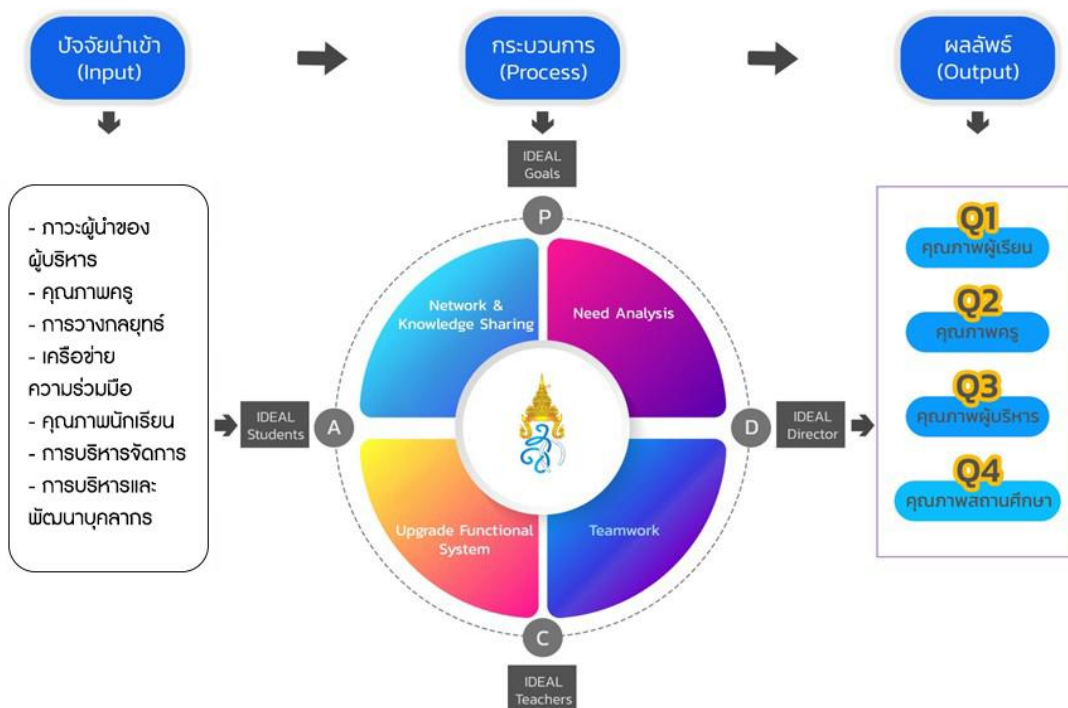 ปัจจัยนำเข้า
(Input)
กระบวนการ
(Process)
ผลลัพธ์
(Output)
- ภาวะผู้นำของ
ผู้บริหาร
- คุณภาพครู
- การวางกลยุทธ์
- เครือข่าย
ความร่วมมือ
- คุณภาพนักเรียน
- การบริหารจัดการ
- การบริหารและ
พัฒนาบุคลากร
IDEAL
Goals
P
Network &
Knowledge Sharing
Need Analysis
IDEAL
Students
A
D
IDEAL
Director
Upgrade Functional
System
Teamwork
C
IDEAL
Teachers
Q1
คุณภาพผู้เรียน
Q2
คุณภาพครู
Q3
คุณภาพผู้บริหาร
Q4
คุณภาพสถานศึกษา